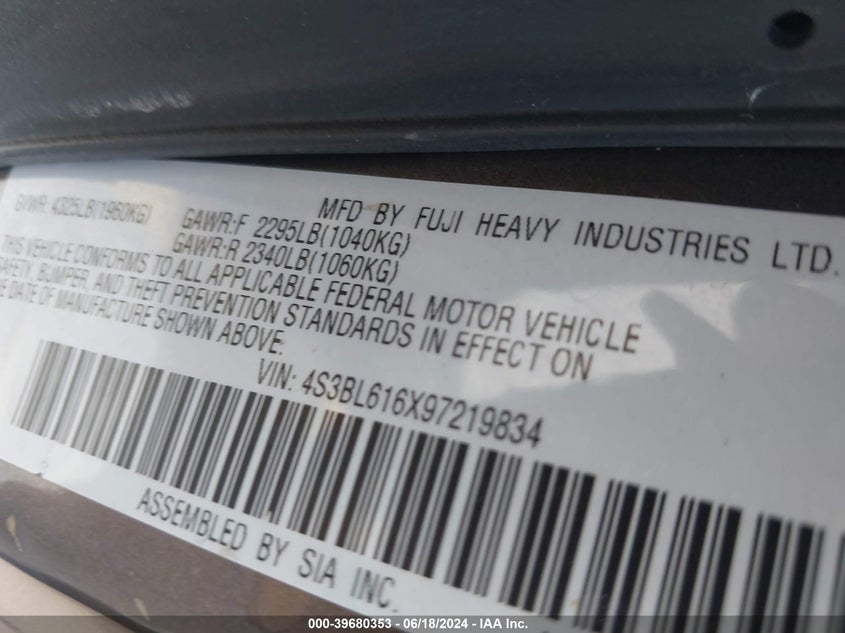 MFD BY FUJI HEAVY INDUSTRIES LTD.
GVWR: 4325LB(1960KG) GAWR:F 2295LB(1040KG)
GAWR:R 2340LB(1060KG)
THIS VEHICLE CONFORMS TO ALL APPLICABLE FEDERAL MOTOR VEHICLE
SAFETY, BUMPER, AND THEFT PREVENTION STANDARDS IN EFFECT ON
DATE OF MANUFACTURE SHOWN ABOVE.
VIN: 4S3BL616X97219834
ASSEMBLED BY SIA INC.
000-39680353 / 06/18/2024 - IAA Inc.